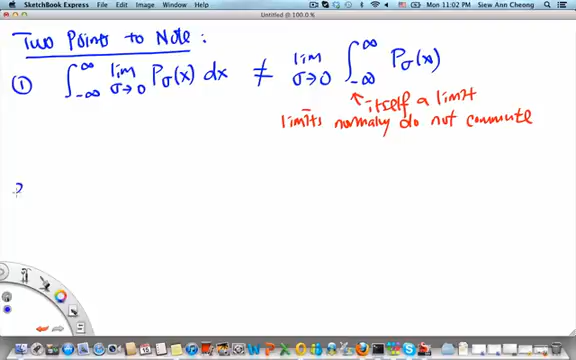 SketchBook Express File Edit Image Window Help Mon 11:02 PM Siew Ann Cheong
Untitled @ 100.0 %
Two Points to Note :
① ∫_{-∞}^{∞} lim_{σ→0} P_σ(x) dx ≠ lim_{σ→0} ∫_{-∞}^{∞} P_σ(x)
↑ itself a limit
limits normally do not commute
2